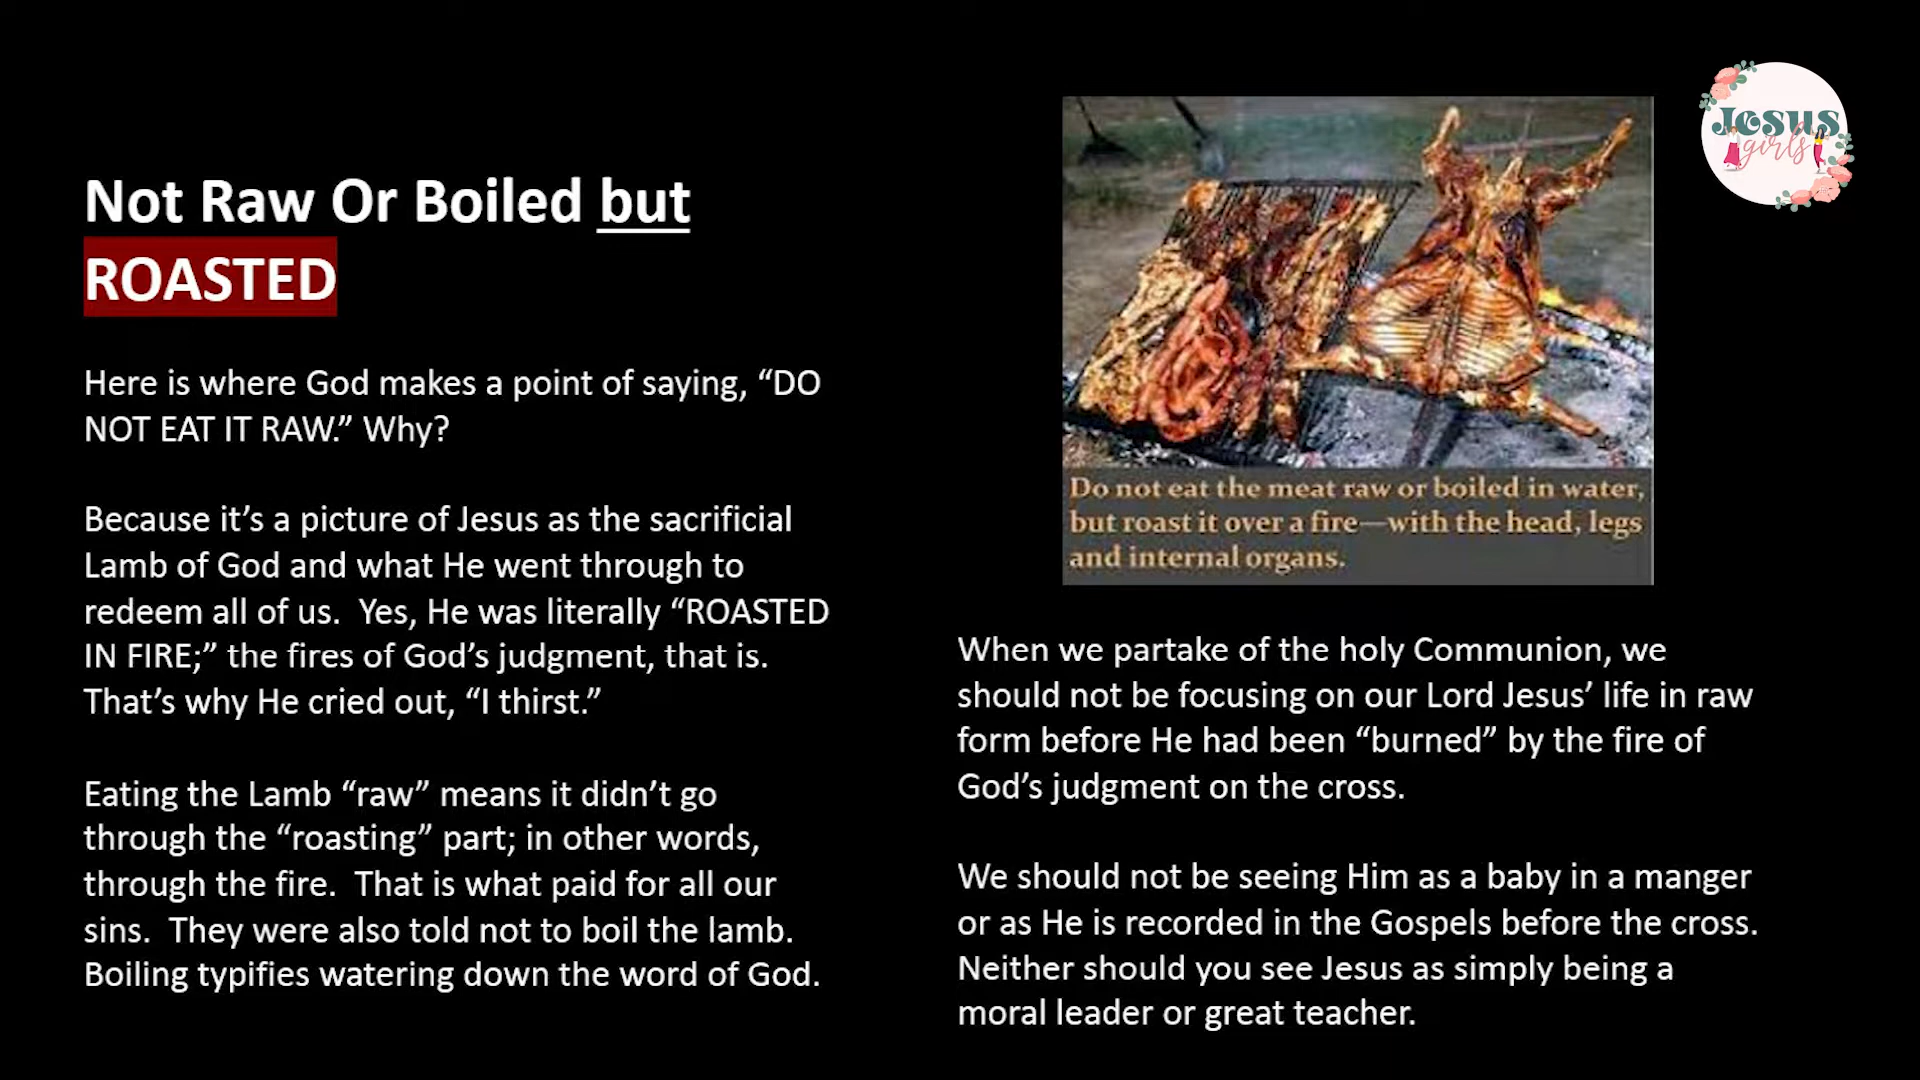 Not Raw Or Boiled but
ROASTED
Here is where God makes a point of saying, “DO
NOT EAT IT RAW.” Why?
Because it’s a picture of Jesus as the sacrificial
Lamb of God and what He went through to
redeem all of us.  Yes, He was literally “ROASTED
IN FIRE;” the fires of God’s judgment, that is.
That’s why He cried out, “I thirst.”
Eating the Lamb “raw” means it didn’t go
through the “roasting” part; in other words,
through the fire.  That is what paid for all our
sins.  They were also told not to boil the lamb.
Boiling typifies watering down the word of God.
Jesus
girls
Do not eat the meat raw or boiled in water,
but roast it over a fire—with the head, legs
and internal organs.
When we partake of the holy Communion, we
should not be focusing on our Lord Jesus’ life in raw
form before He had been “burned” by the fire of
God’s judgment on the cross.
We should not be seeing Him as a baby in a manger
or as He is recorded in the Gospels before the cross.
Neither should you see Jesus as simply being a
moral leader or great teacher.